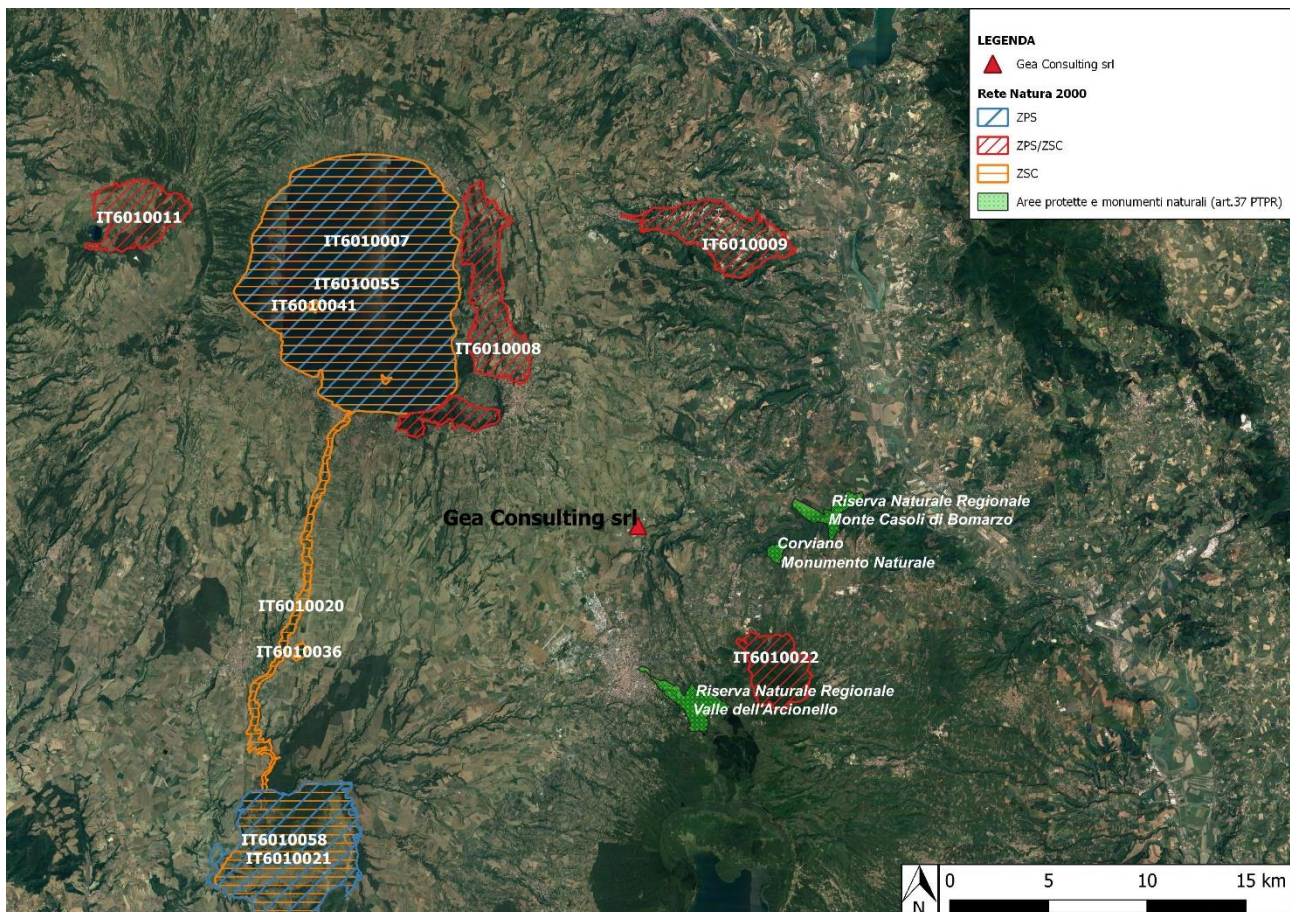 LEGENDA
Gea Consulting srl
Rete Natura 2000
ZPS
ZPS/ZSC
ZSC
Aree protette e monumenti naturali (art.37 PTPR)
IT6010011
IT6010007
IT6010009
IT6010055
IT6010041
IT6010008
Gea Consulting srl
Riserva Naturale Regionale
Monte Casoli di Bomarzo
Corviano
Monumento Naturale
IT6010020
IT6010036
IT6010022
Riserva Naturale Regionale
Valle dell'Arcionello
IT6010058
IT6010021
N
0 5 10 15 km